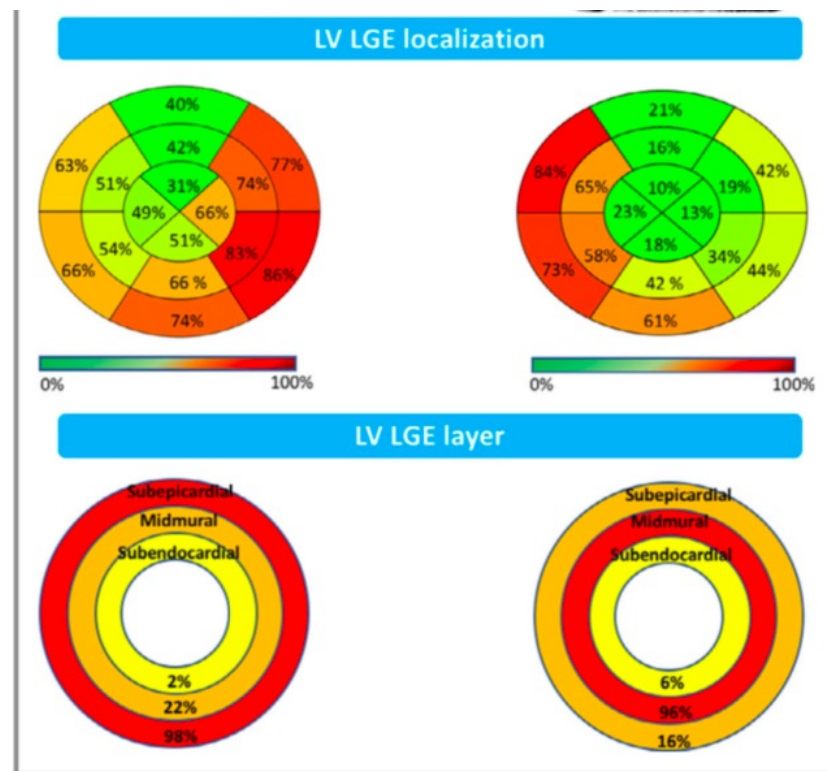 LV LGE localization
40% 21%
42% 16%
63% 77% 84% 42%
51% 31% 74% 65% 10% 19%
49% 66% 23% 13%
54% 51% 83% 58% 18% 34%
66% 86% 73% 44%
66 % 42 %
74% 61%
0% 100% 0% 100%
LV LGE layer
Subepicardial Subepicardial
Midmural Midmural
Subendocardial Subendocardial
2% 6%
22% 96%
98% 16%